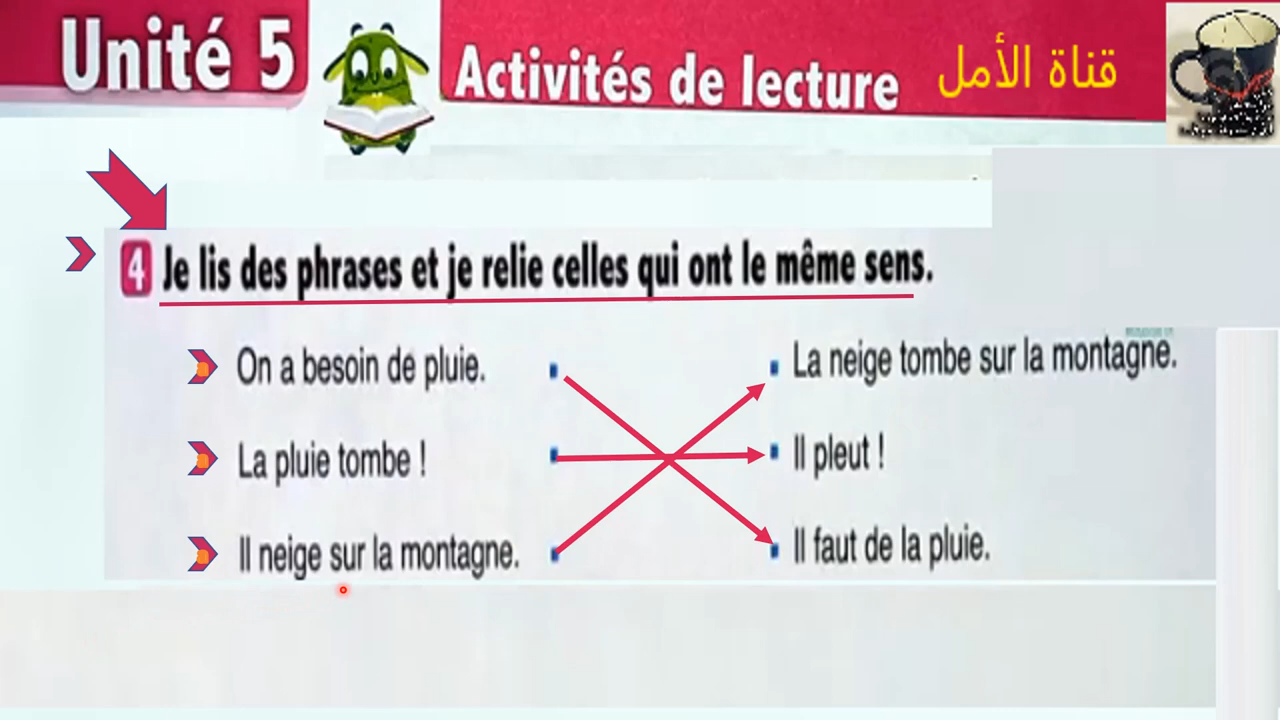 Unité 5
Activités de lecture
قناة الأمل
4 Je lis des phrases et je relie celles qui ont le même sens.
On a besoin de pluie.
La neige tombe sur la montagne.
La pluie tombe !
Il pleut !
Il neige sur la montagne.
Il faut de la pluie.